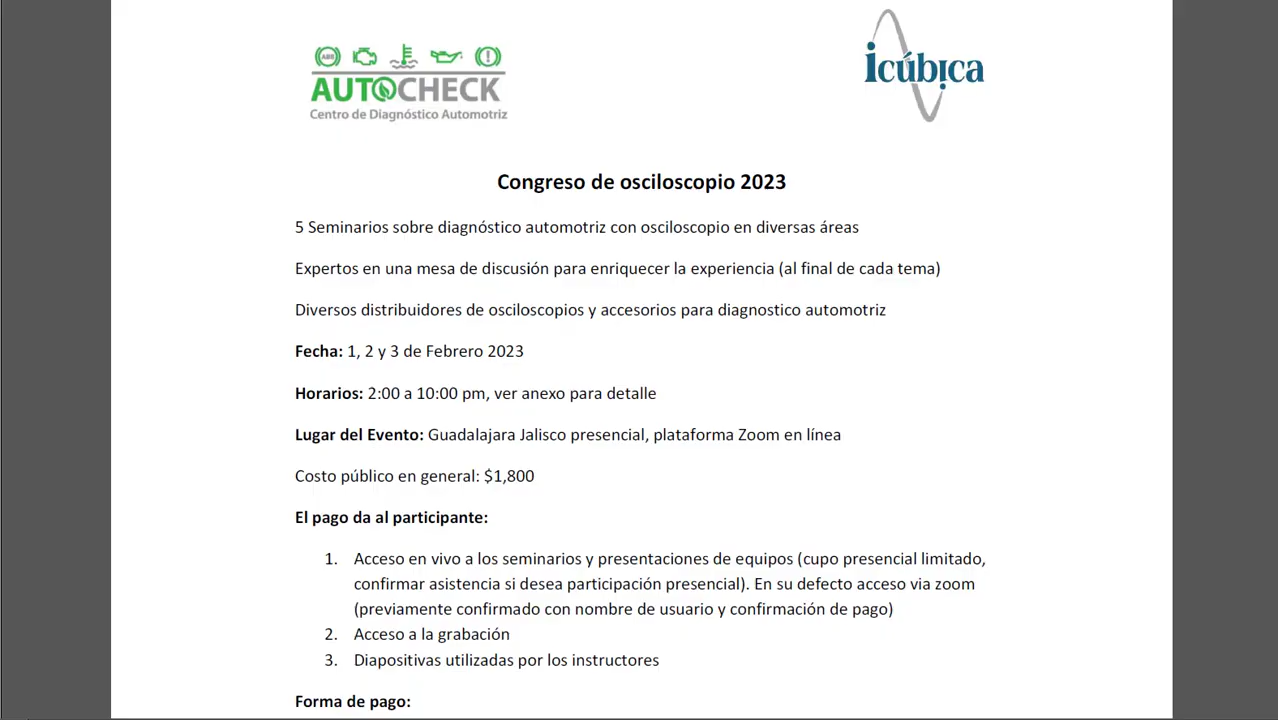 ABS
AUTOCHECK
Centro de Diagnóstico Automotriz
icúbica
Congreso de osciloscopio 2023
5 Seminarios sobre diagnóstico automotriz con osciloscopio en diversas áreas
Expertos en una mesa de discusión para enriquecer la experiencia (al final de cada tema)
Diversos distribuidores de osciloscopios y accesorios para diagnostico automotriz
Fecha: 1, 2 y 3 de Febrero 2023
Horarios: 2:00 a 10:00 pm, ver anexo para detalle
Lugar del Evento: Guadalajara Jalisco presencial, plataforma Zoom en línea
Costo público en general: $1,800
El pago da al participante:
1. Acceso en vivo a los seminarios y presentaciones de equipos (cupo presencial limitado,
confirmar asistencia si desea participación presencial). En su defecto acceso via zoom
(previamente confirmado con nombre de usuario y confirmación de pago)
2. Acceso a la grabación
3. Diapositivas utilizadas por los instructores
Forma de pago: